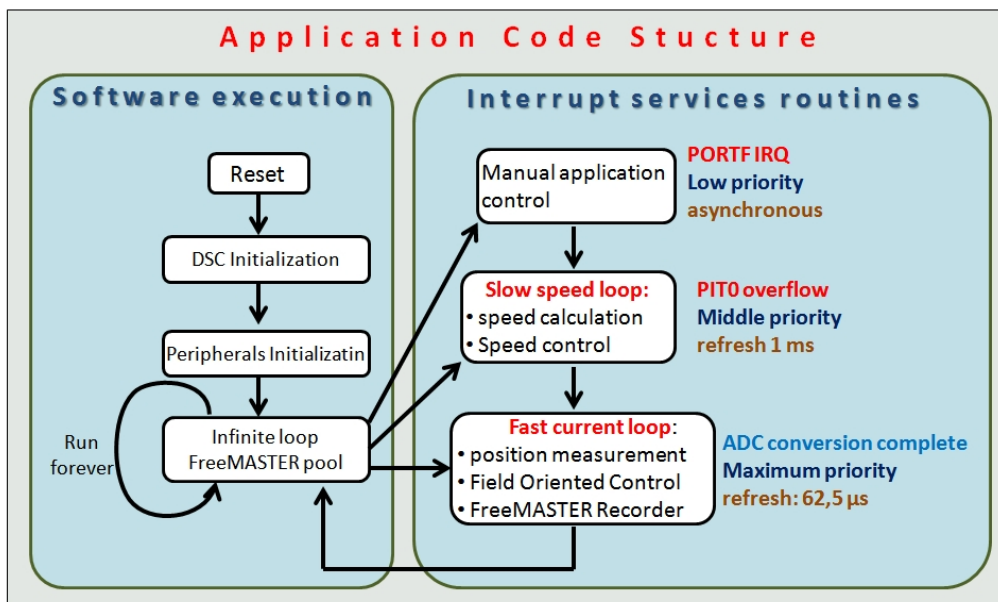 Application Code Stucture
Software execution
Reset
DSC Initialization
Peripherals Initializatin
Infinite loop
FreeMASTER pool
Run
forever
Interrupt services routines
Manual application
control
PORTF IRQ
Low priority
asynchronous
Slow speed loop:
• speed calculation
• Speed control
PIT0 overflow
Middle priority
refresh 1 ms
Fast current loop:
• position measurement
• Field Oriented Control
• FreeMASTER Recorder
ADC conversion complete
Maximum priority
refresh: 62,5 µs